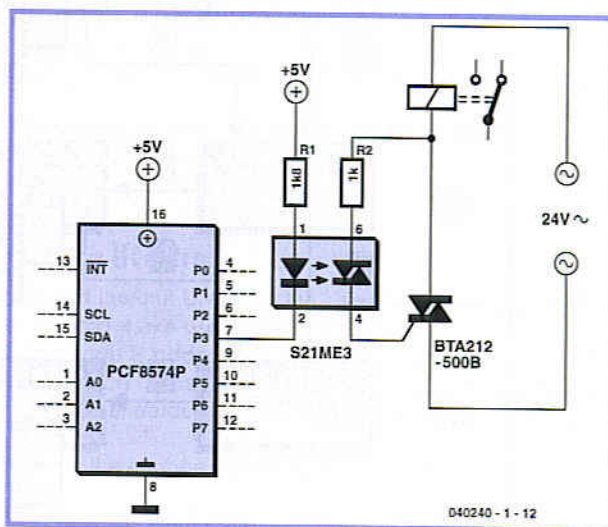 +5V
+5V
R1
1k8
R2
1k
24V ~
16
13
INT
14
SCL
15
SDA
PCF8574P
1
A0
2
A1
3
A2
P0
4
P1
5
P2
6
P3
7
P4
9
P5
10
P6
11
P7
12
8
1
2
6
4
S21ME3
BTA212
-500B
040240 - 1 - 12